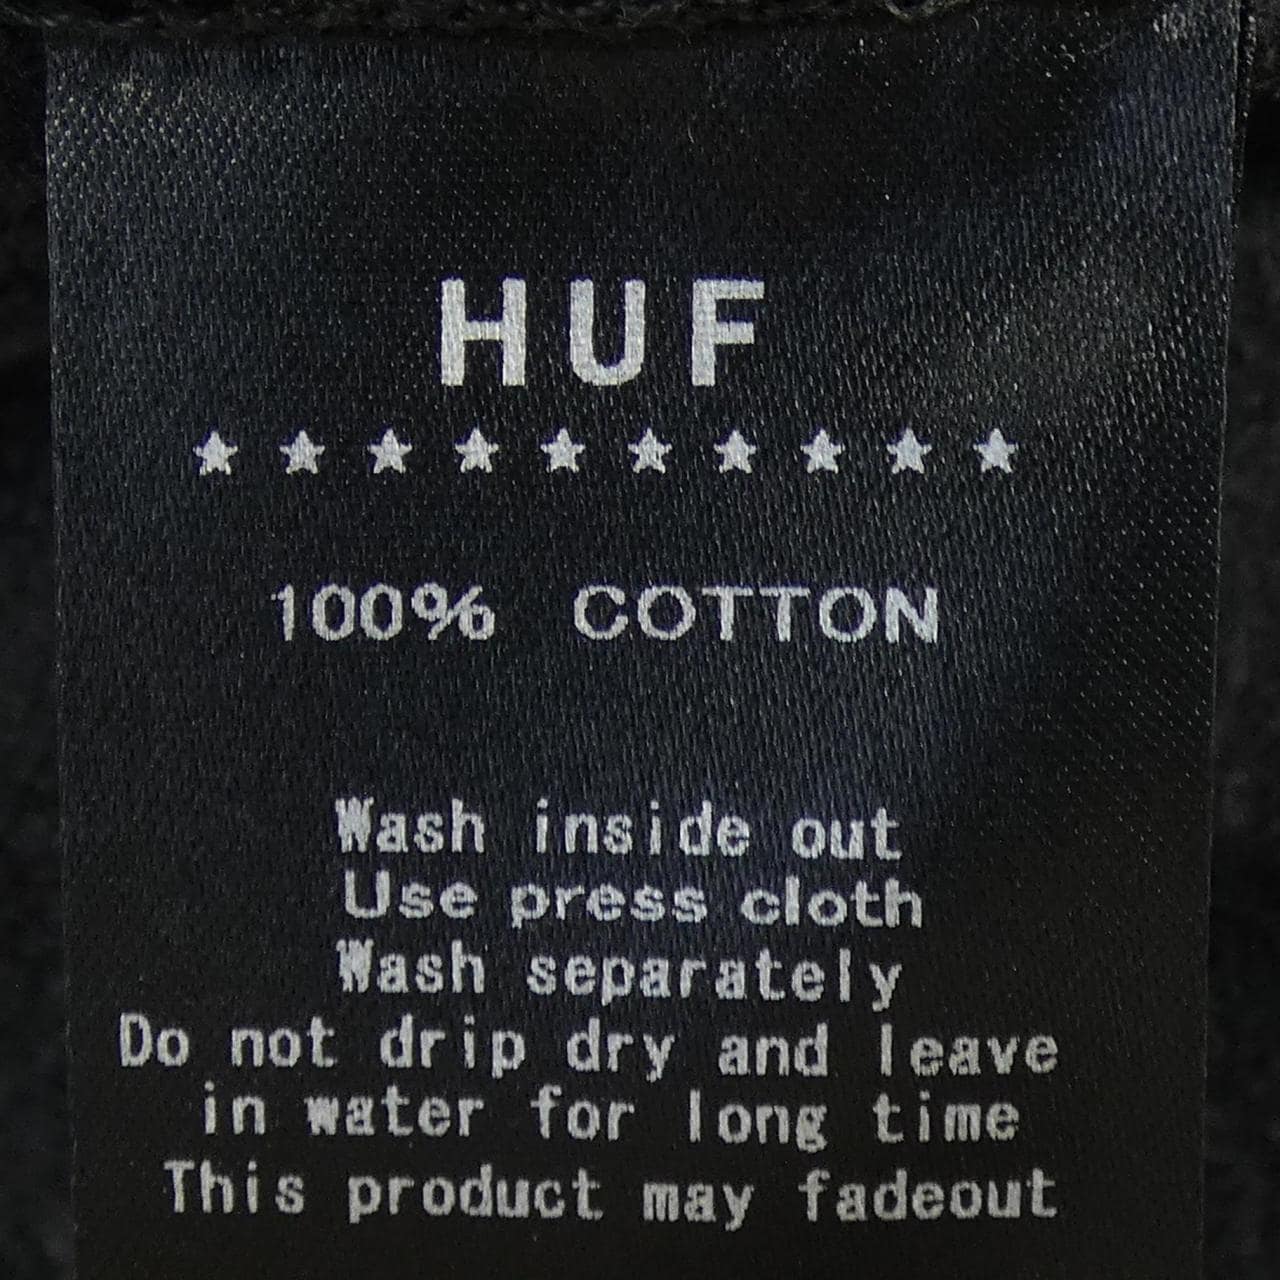 HUF
★ ★ ★ ★ ★ ★ ★ ★ ★ ★
100% COTTON
Wash inside out
Use press cloth
Wash separately
Do not drip dry and leave
in water for long time
This product may fadeout